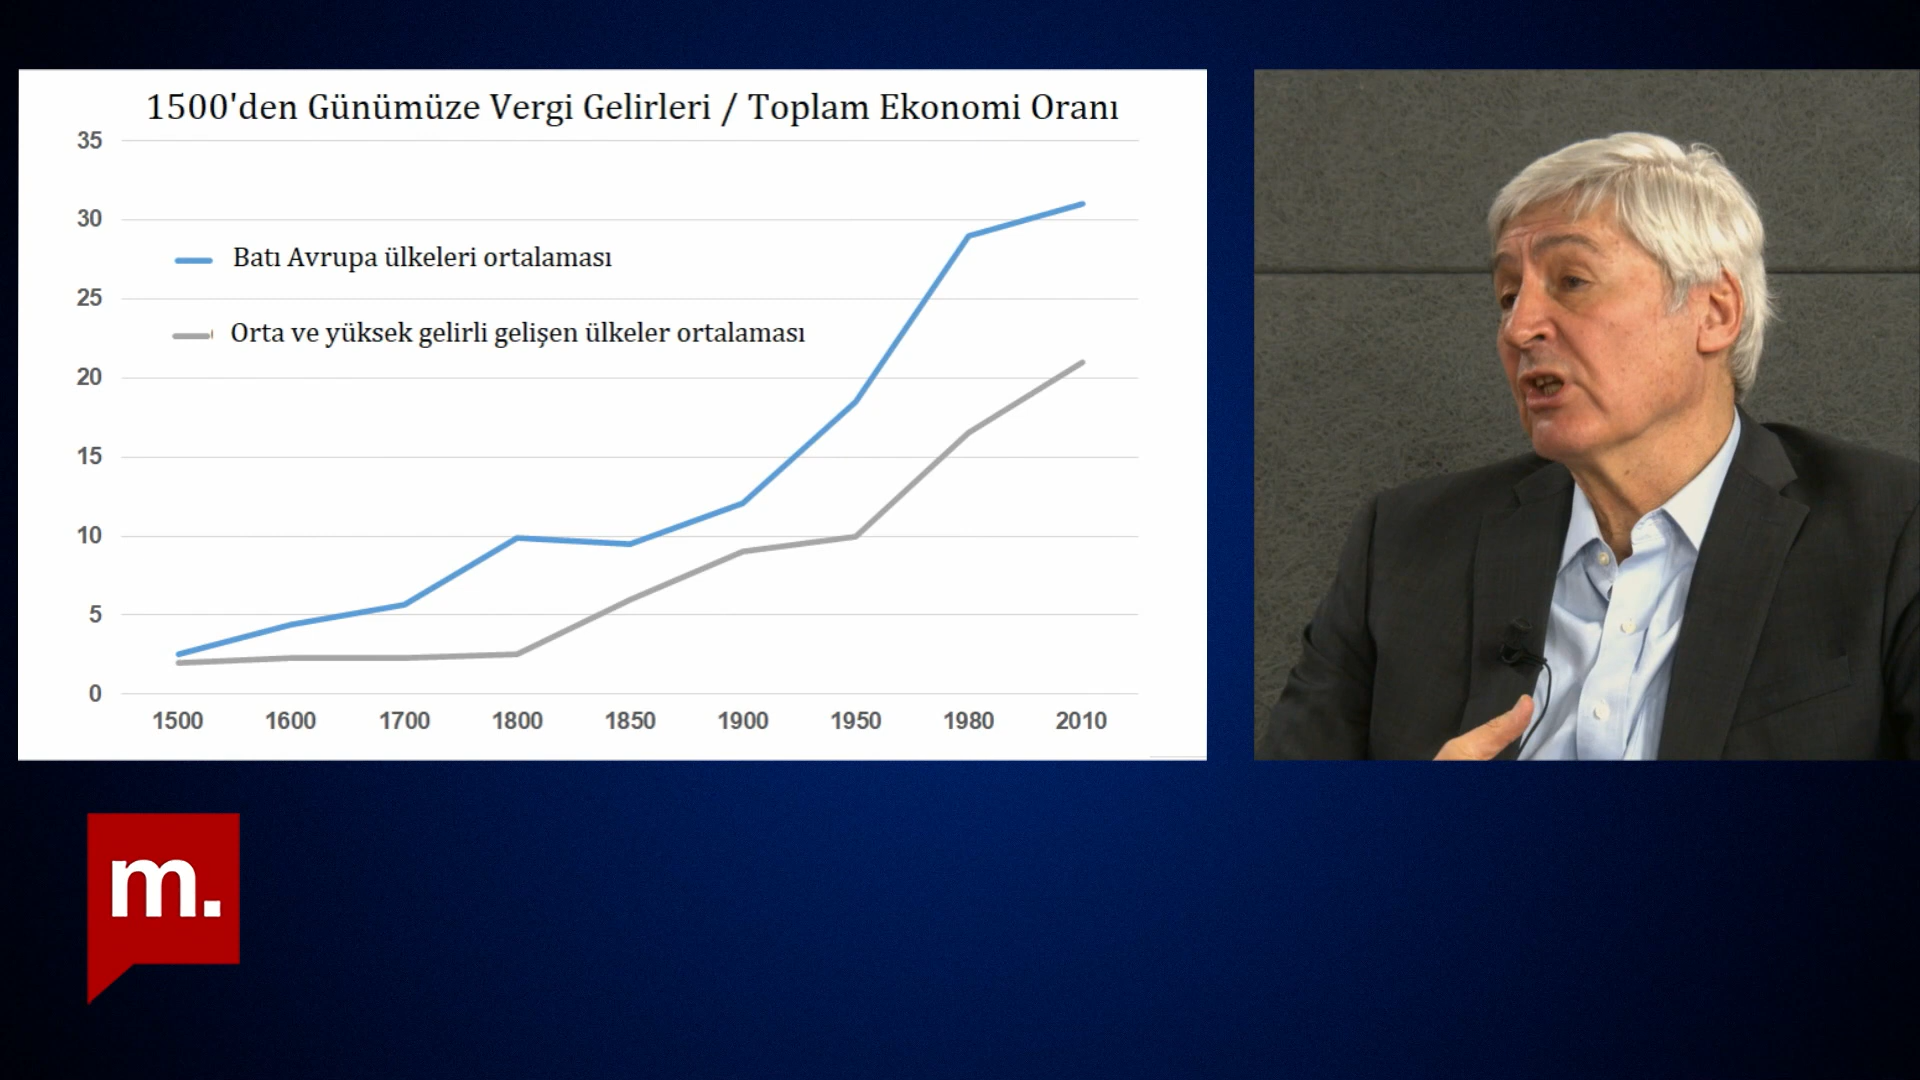 1500'den Günümüze Vergi Gelirleri / Toplam Ekonomi Oranı
35
30
25
20
15
10
5
0
Batı Avrupa ülkeleri ortalaması
Orta ve yüksek gelirli gelişen ülkeler ortalaması
1500 1600 1700 1800 1850 1900 1950 1980 2010
m.